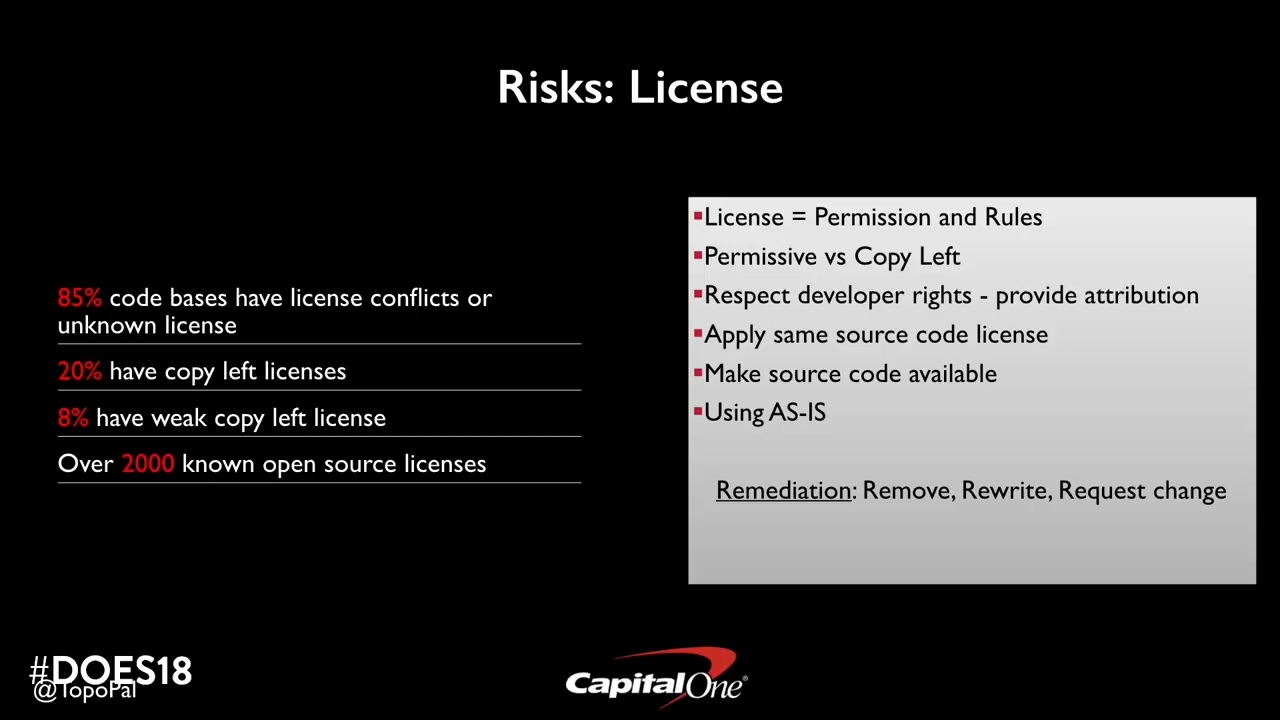 Risks: License
85% code bases have license conflicts or
unknown license
20% have copy left licenses
8% have weak copy left license
Over 2000 known open source licenses
▪License = Permission and Rules
▪Permissive vs Copy Left
▪Respect developer rights - provide attribution
▪Apply same source code license
▪Make source code available
▪Using AS-IS
Remediation: Remove, Rewrite, Request change
#DOES18
@TopoPal
Capital One®